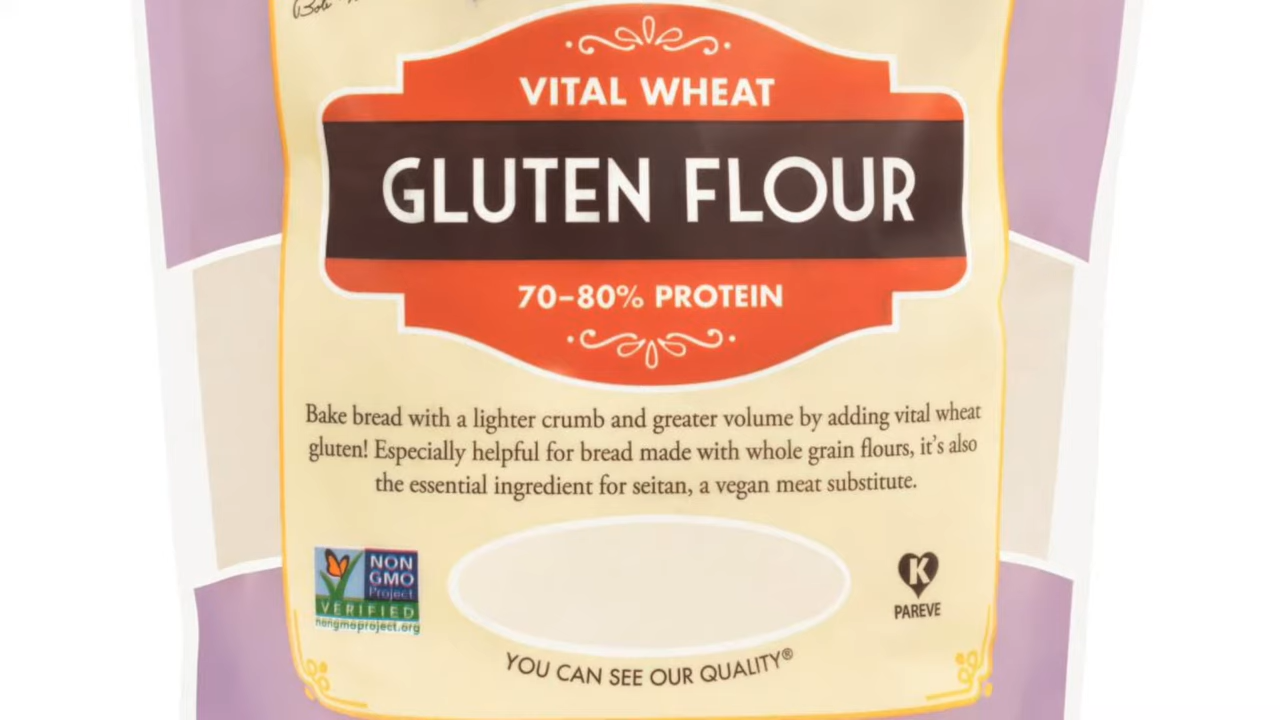 Bob
VITAL WHEAT
GLUTEN FLOUR
70–80% PROTEIN
Bake bread with a lighter crumb and greater volume by adding vital wheat
gluten! Especially helpful for bread made with whole grain flours, it's also
the essential ingredient for seitan, a vegan meat substitute.
NON
GMO
Project
VERIFIED
nongmoproject.org
K
PAREVE
YOU CAN SEE OUR QUALITY®